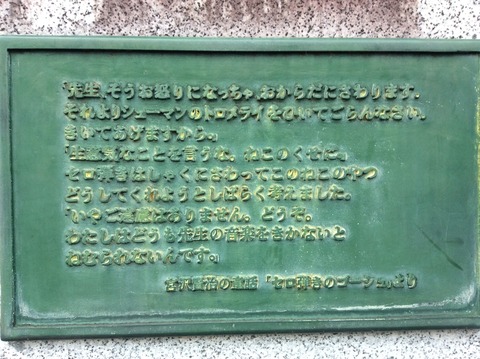 「先生、そうお怒りになっちゃ、おからだにさわります。
それよりシューマンのトロメライをひいてごらんなさい。
きいてあげますから。」
「生意気なことを言うな。ねこのくせに。」
セロ弾きはしゃくにさわってこのねこのやつ
どうしてくれようとしばらく考えました。
「いやご遠慮はありません。どうぞ。
わたしはどうも先生の音楽をきかないと
ねむられないんです。」
宮沢賢治の童話「セロ弾きのゴーシュ」より